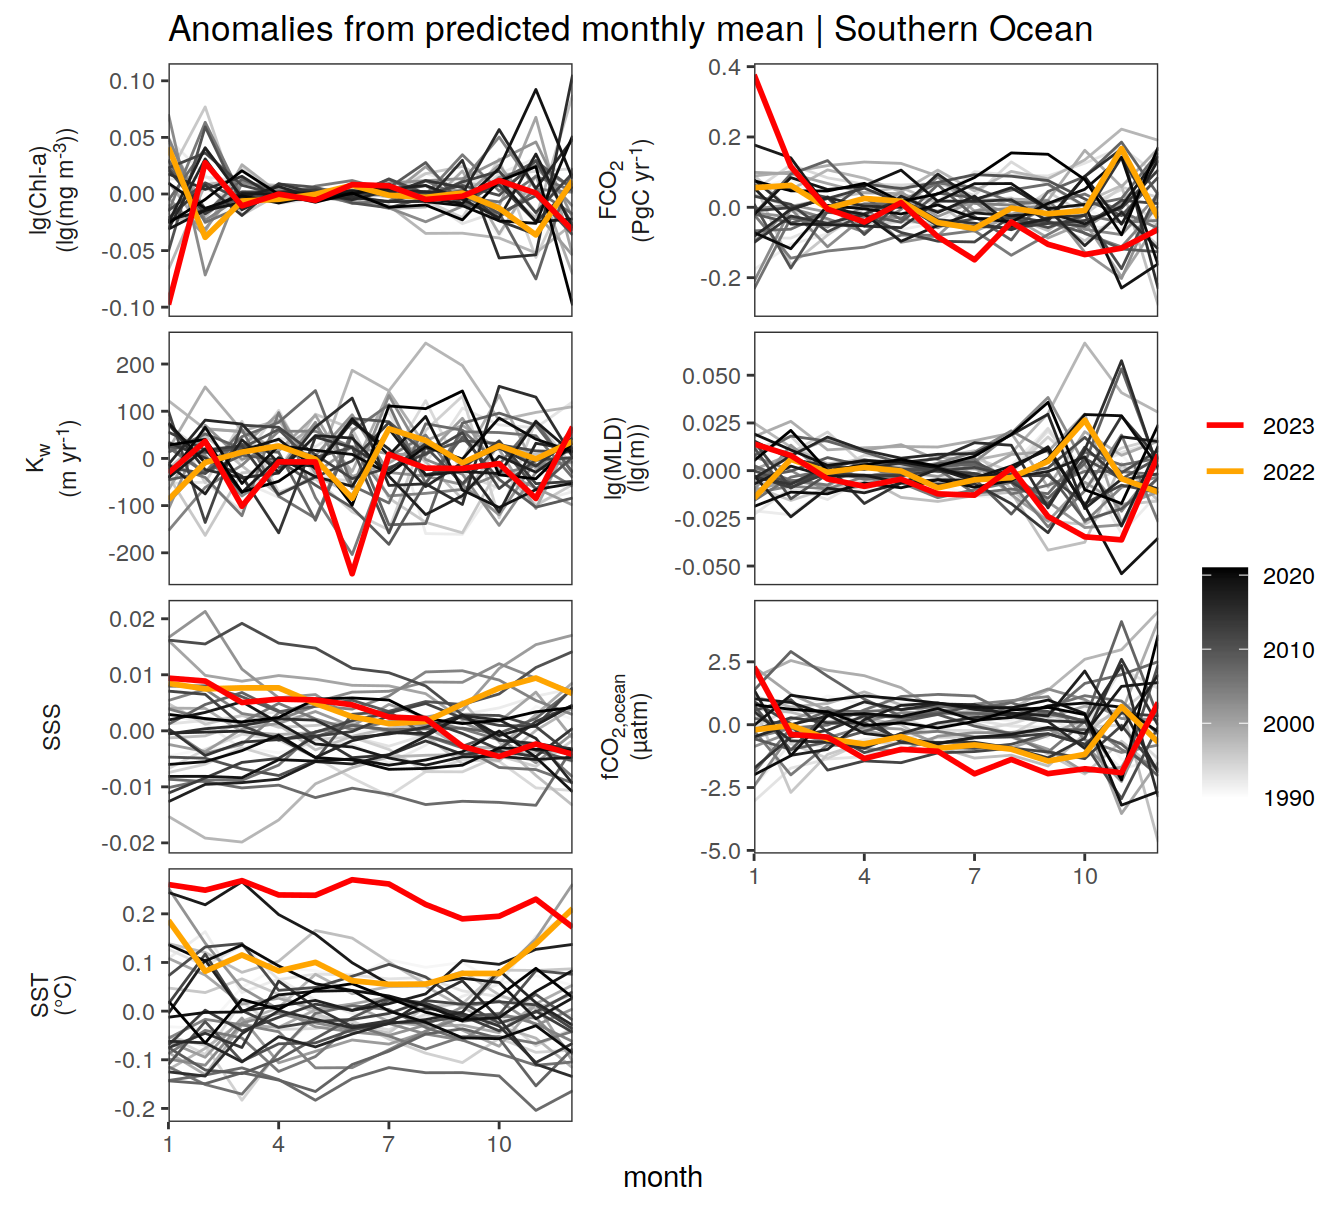 Anomalies from predicted monthly mean | Southern Ocean
lg(Chl-a)
(lg(mg m⁻³))
0.10
0.05
0.00
-0.05
-0.10
FCO₂
(PgC yr⁻¹)
0.4
0.2
0.0
-0.2
K_w
(m yr⁻¹)
200
100
0
-100
-200
lg(MLD)
(lg(m))
0.050
0.025
0.000
-0.025
-0.050
SSS
0.02
0.01
0.00
-0.01
-0.02
fCO₂,ocean
(µatm)
2.5
0.0
-2.5
-5.0
1 4 7 10
SST
(°C)
0.2
0.1
0.0
-0.1
-0.2
1 4 7 10
month
2023
2022
2020
2010
2000
1990